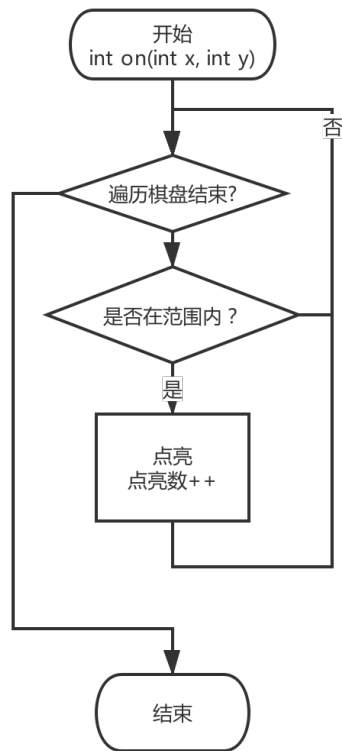 开始
int on(int x, int y)
否
遍历棋盘结束?
是否在范围内？
是
点亮
点亮数++
结束